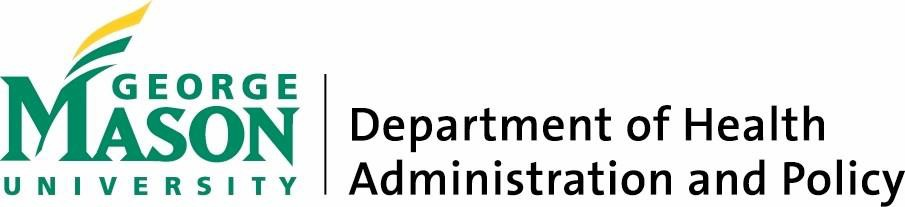 GEORGE
MASON
UNIVERSITY
Department of Health
Administration and Policy